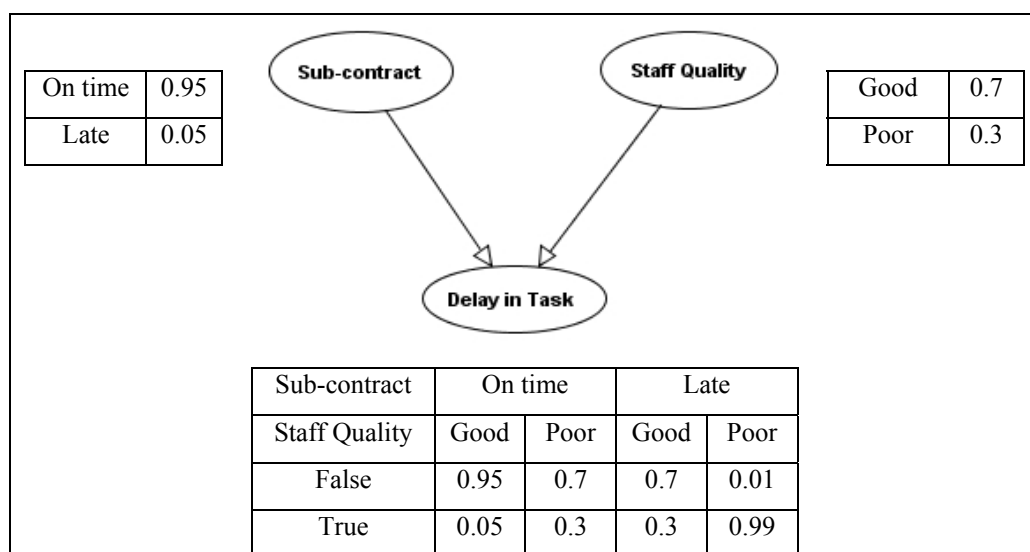 Sub-contract
Staff Quality
On time 0.95
Late 0.05
Good 0.7
Poor 0.3
Delay in Task
Sub-contract On time Late
Staff Quality Good Poor Good Poor
False 0.95 0.7 0.7 0.01
True 0.05 0.3 0.3 0.99